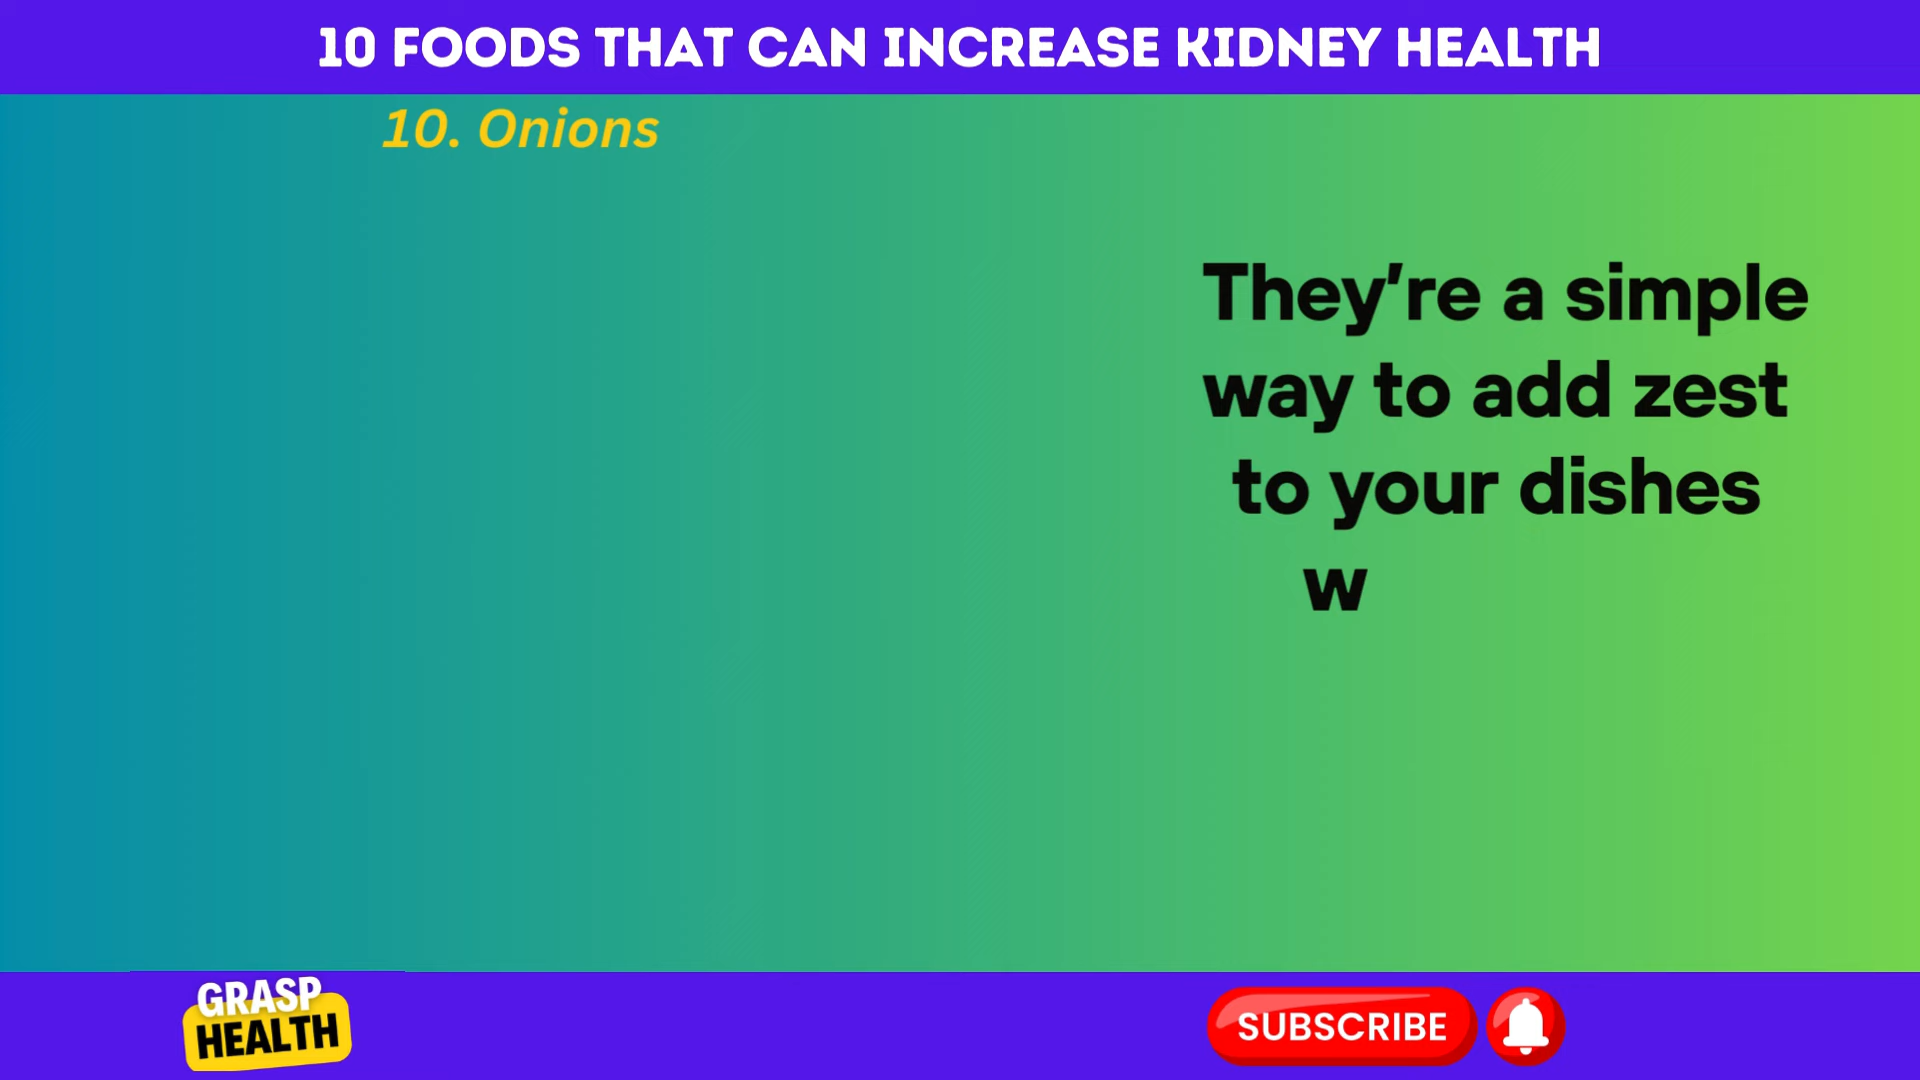 10 FOODS THAT CAN INCREASE KIDNEY HEALTH
10. Onions
They’re a simple
way to add zest
to your dishes
w
GRASP
HEALTH
SUBSCRIBE